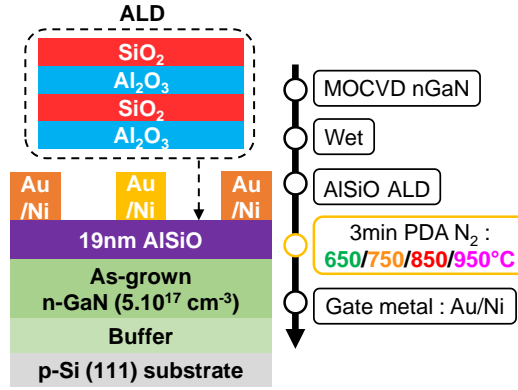 ALD
SiO₂
Al₂O₃
SiO₂
Al₂O₃
Au
/Ni
Au
/Ni
Au
/Ni
19nm AlSiO
As-grown
n-GaN (5.10¹⁷ cm⁻³)
Buffer
p-Si (111) substrate
MOCVD nGaN
Wet
AlSiO ALD
3min PDA N₂ :
650/750/850/950°C
Gate metal : Au/Ni